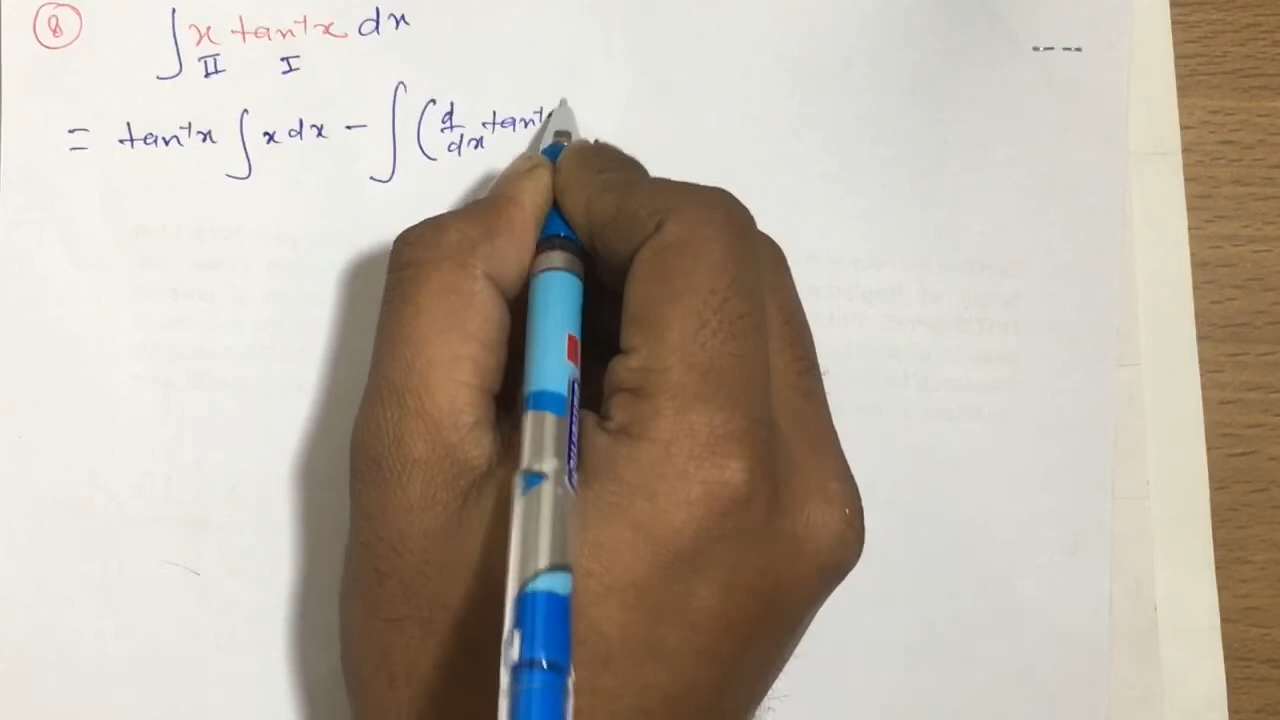 ⑧ ∫ x tan⁻¹x dx
II I
= tan⁻¹x ∫ x dx − ∫ ( d/dx tan⁻¹